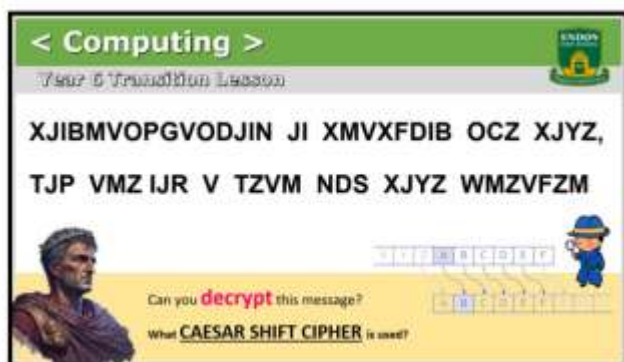 < Computing >
ENDON
Year 6 Transition Lesson
XJIBMVOPGVODJIN JI XMVXFDIB OCZ XJYZ,
TJP VMZ IJR V TZVM NDS XJYZ WMZVFZM
A B C D E F
Can you decrypt this message?
B C D E F
What CAESAR SHIFT CIPHER is used?